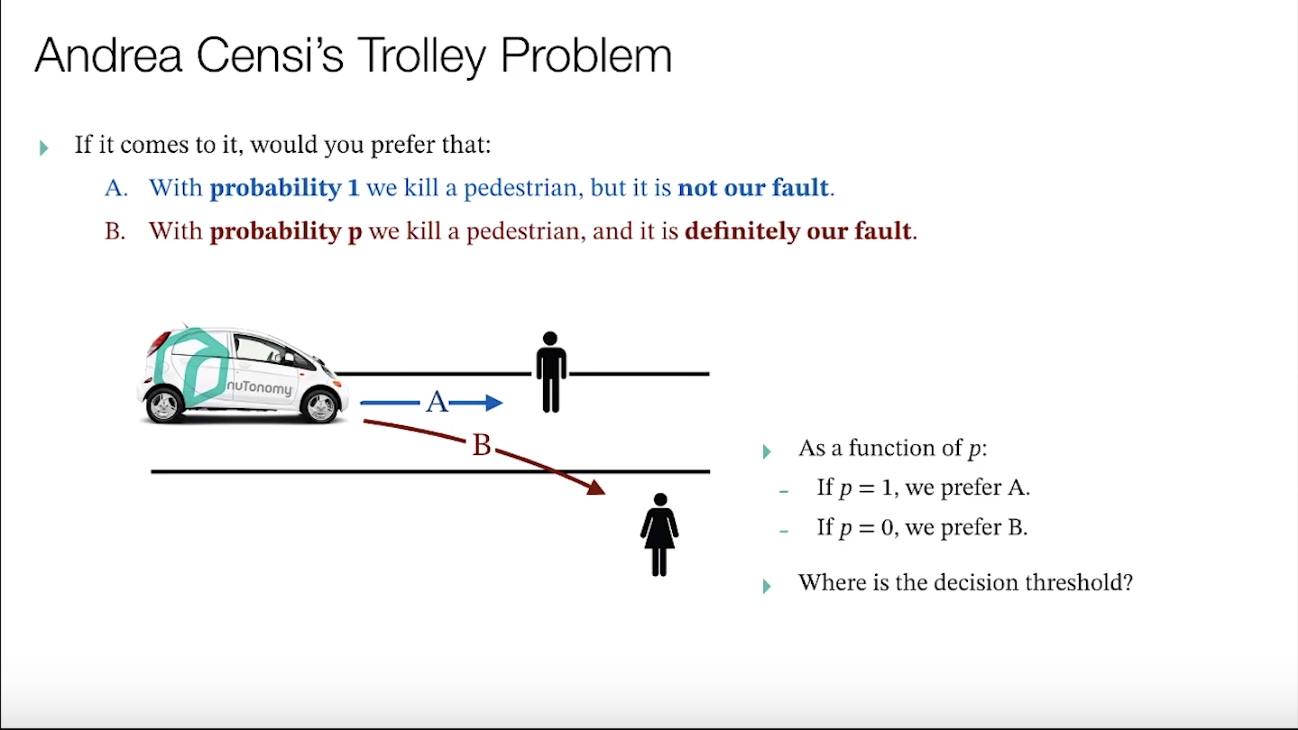 Andrea Censi’s Trolley Problem
If it comes to it, would you prefer that:
A. With probability 1 we kill a pedestrian, but it is not our fault.
B. With probability p we kill a pedestrian, and it is definitely our fault.
nuTonomy
A
B
As a function of p:
- If p = 1, we prefer A.
- If p = 0, we prefer B.
Where is the decision threshold?